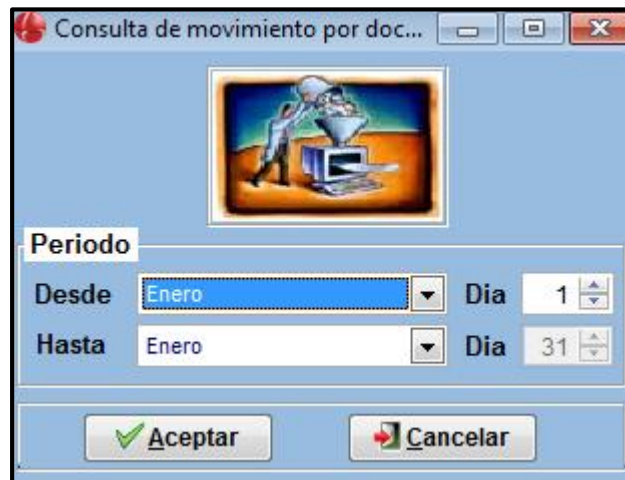 Consulta de movimiento por doc...
Periodo
Desde Enero Dia 1
Hasta Enero Dia 31
Aceptar Cancelar